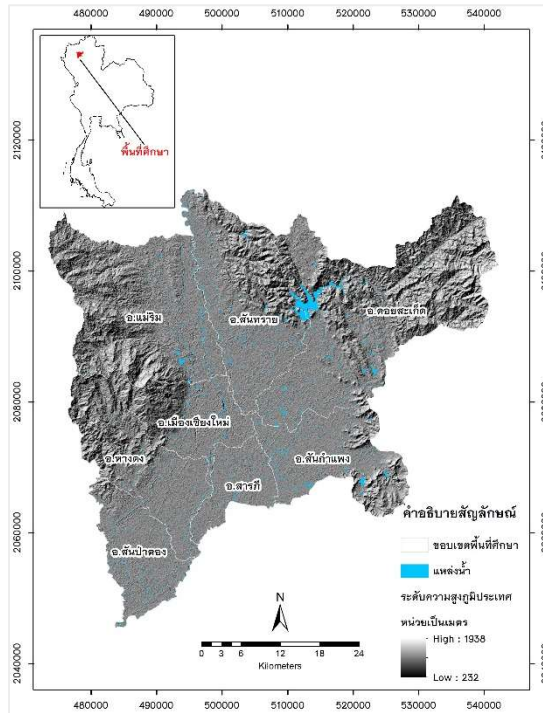 480000 490000 500000 510000 520000 530000 540000
พื้นที่ศึกษา
2120000
2100000
2080000
2060000
2040000
อ.แม่ริม
อ.สันทราย
อ.ดอยสะเก็ด
อ.เมืองเชียงใหม่
อ.หางดง
อ.สันกำแพง
อ.สารภี
อ.สันป่าตอง
คำอธิบายสัญลักษณ์
ขอบเขตพื้นที่ศึกษา
แหล่งน้ำ
ระดับความสูงภูมิประเทศ
หน่วยเป็นเมตร
High : 1938
Low : 232
N
0 3 6 12 18 24
Kilometers
480000 490000 500000 510000 520000 530000 540000